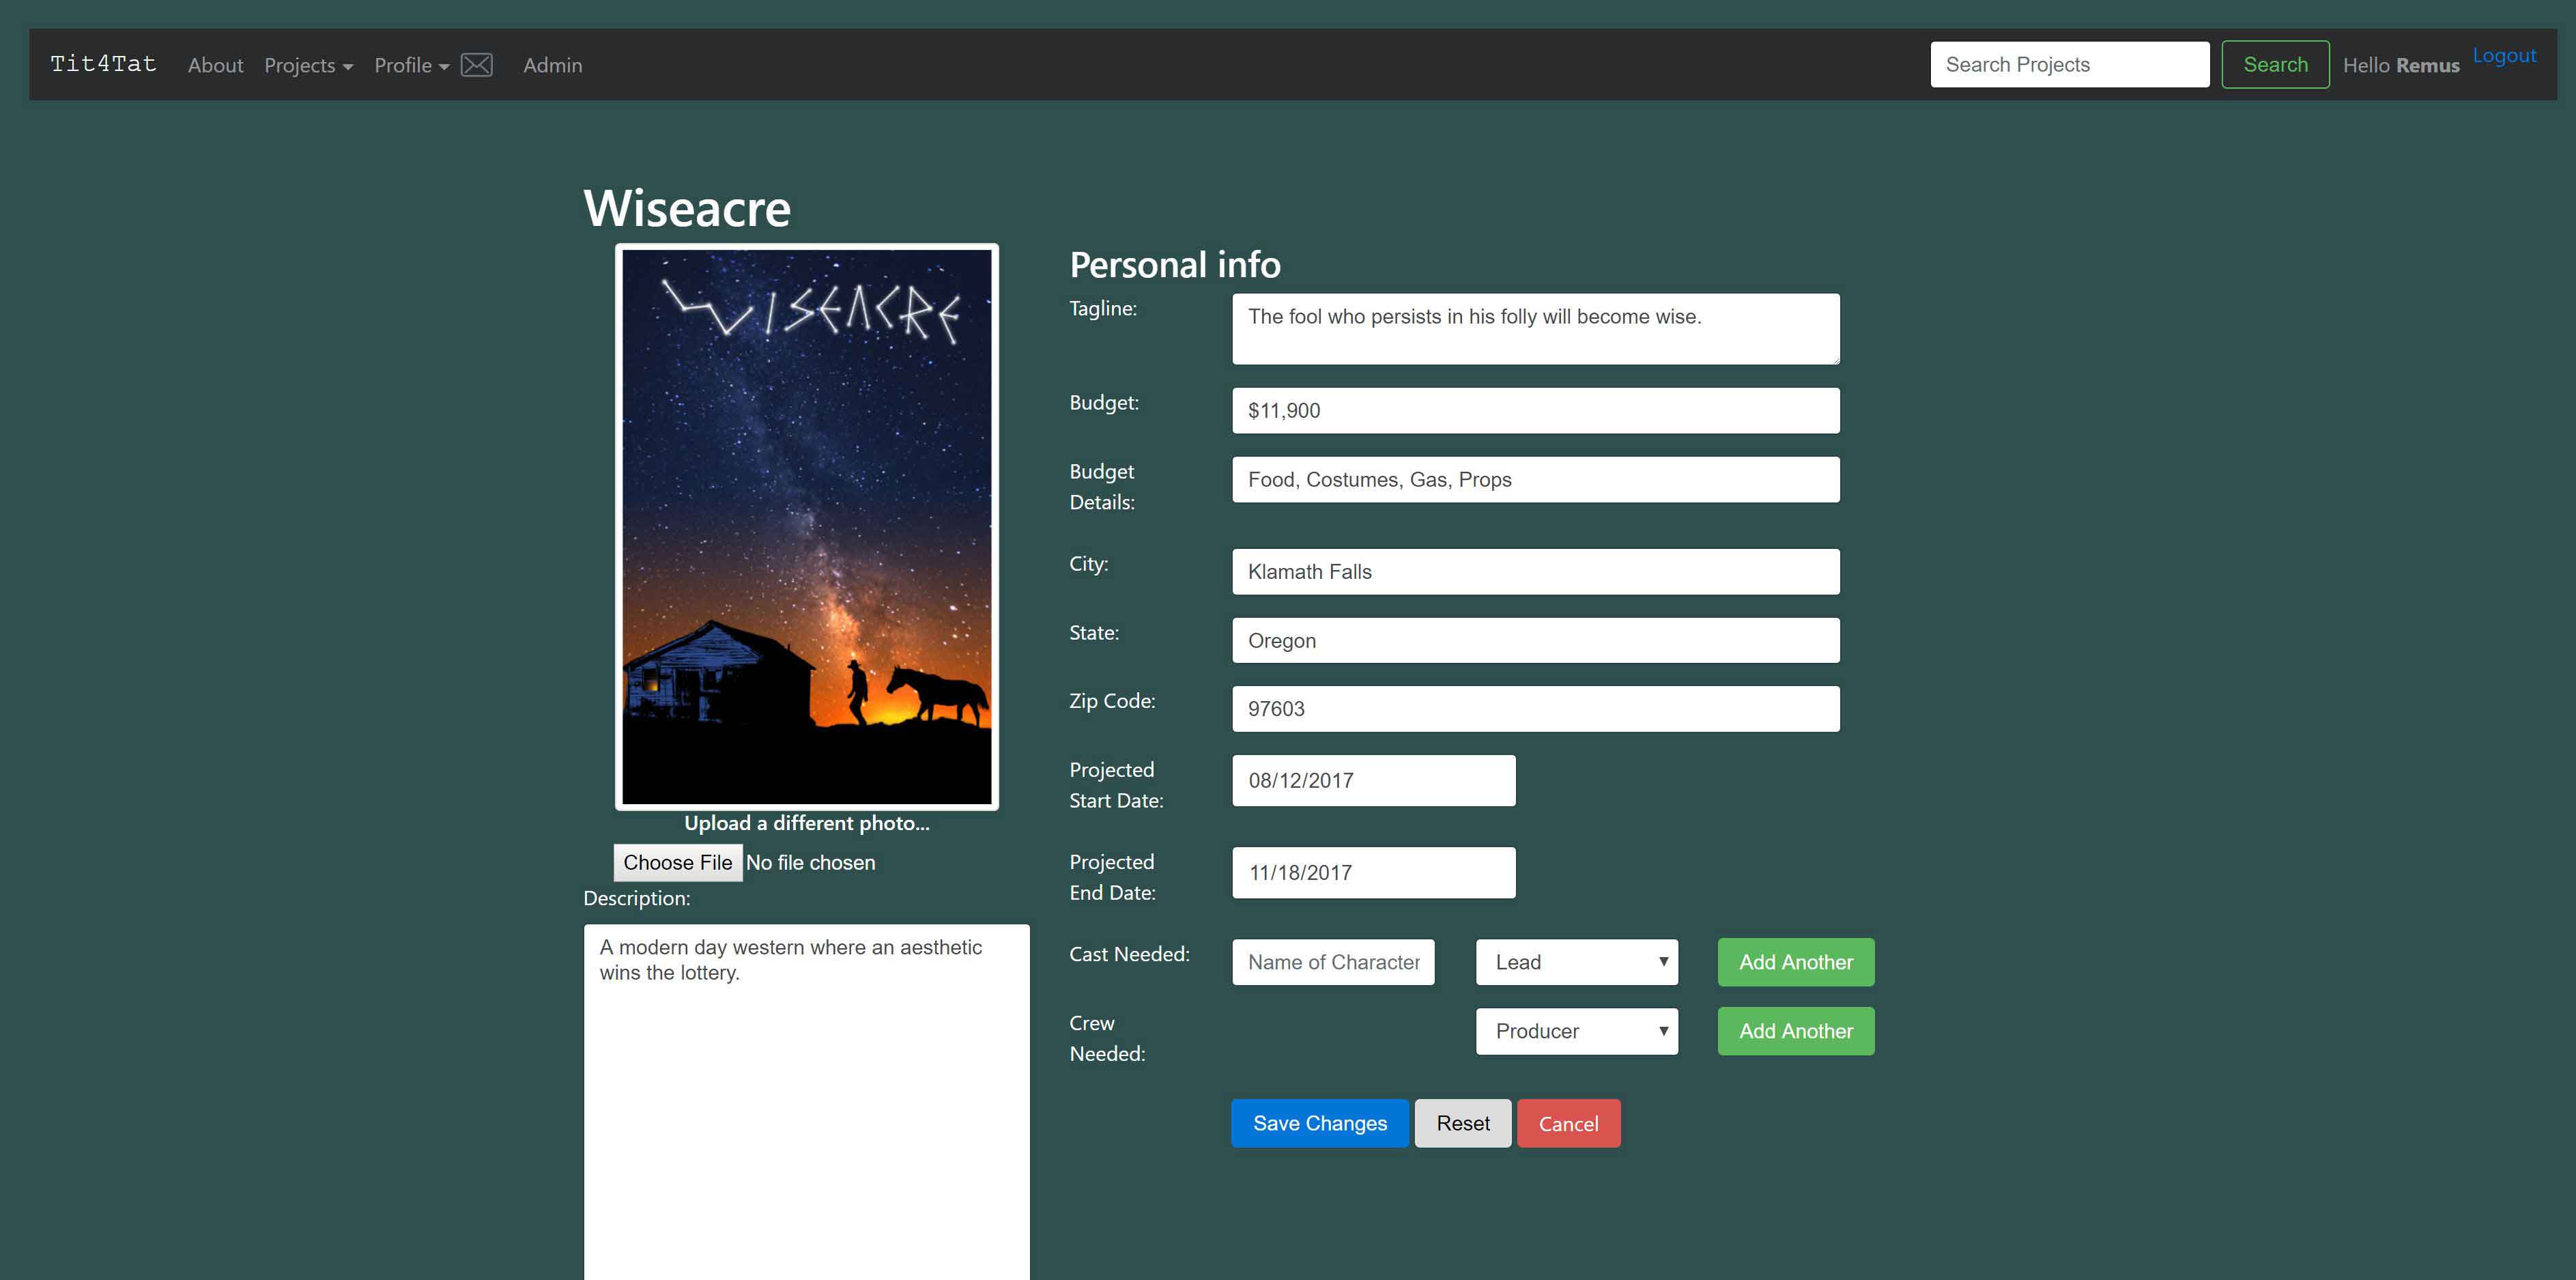 Tit4Tat About Projects Profile Admin Search Projects Search Hello Remus Logout
Wiseacre
WISEACRE
Upload a different photo...
Choose File No file chosen
Description:
A modern day western where an aesthetic
wins the lottery.
Personal info
Tagline: The fool who persists in his folly will become wise.
Budget: $11,900
Budget
Details:
Food, Costumes, Gas, Props
City: Klamath Falls
State: Oregon
Zip Code: 97603
Projected
Start Date:
08/12/2017
Projected
End Date:
11/18/2017
Cast Needed: Name of Character Lead Add Another
Crew
Needed:
Producer Add Another
Save Changes Reset Cancel